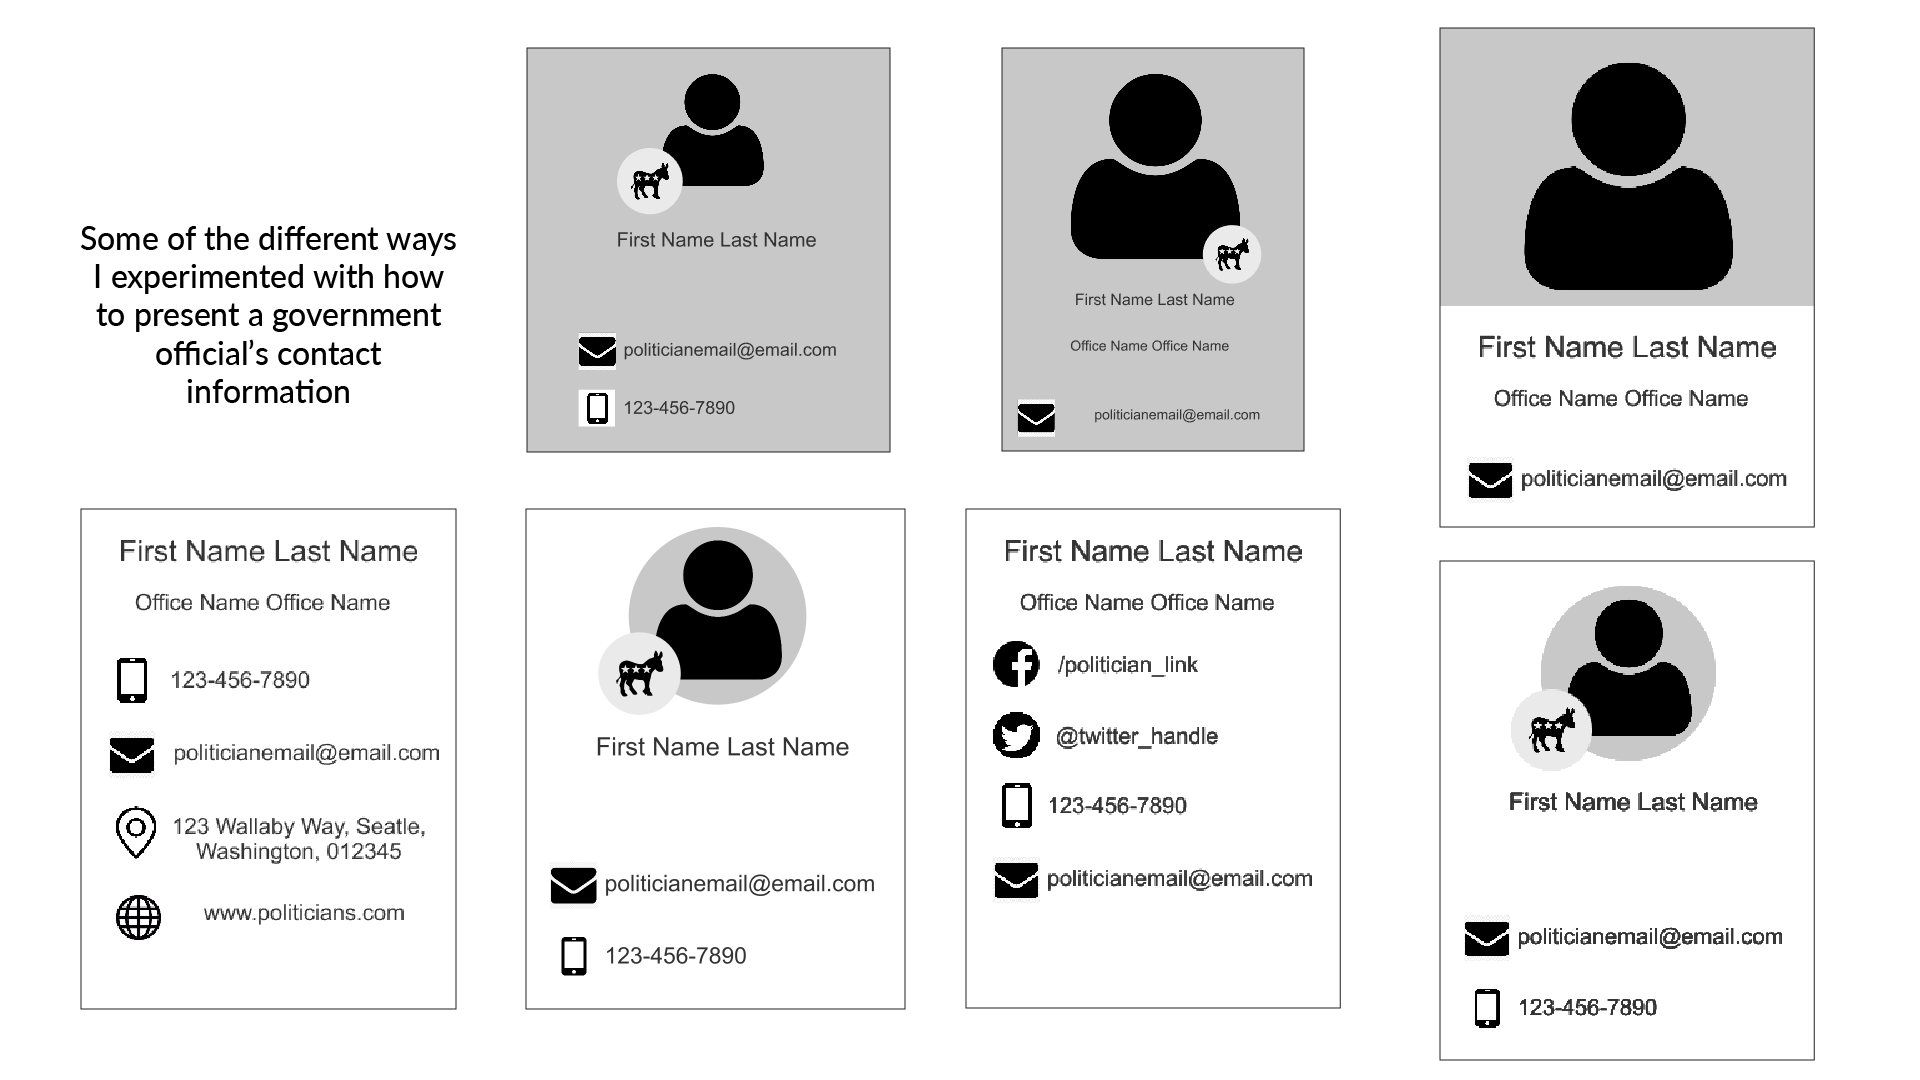 Some of the different ways
I experimented with how
to present a government
official’s contact
information
First Name Last Name
politicianemail@email.com
123-456-7890
First Name Last Name
Office Name Office Name
politicianemail@email.com
First Name Last Name
Office Name Office Name
politicianemail@email.com
First Name Last Name
Office Name Office Name
123-456-7890
politicianemail@email.com
123 Wallaby Way, Seatle,
Washington, 012345
www.politicians.com
First Name Last Name
politicianemail@email.com
123-456-7890
First Name Last Name
Office Name Office Name
/politician_link
@twitter_handle
123-456-7890
politicianemail@email.com
First Name Last Name
politicianemail@email.com
123-456-7890